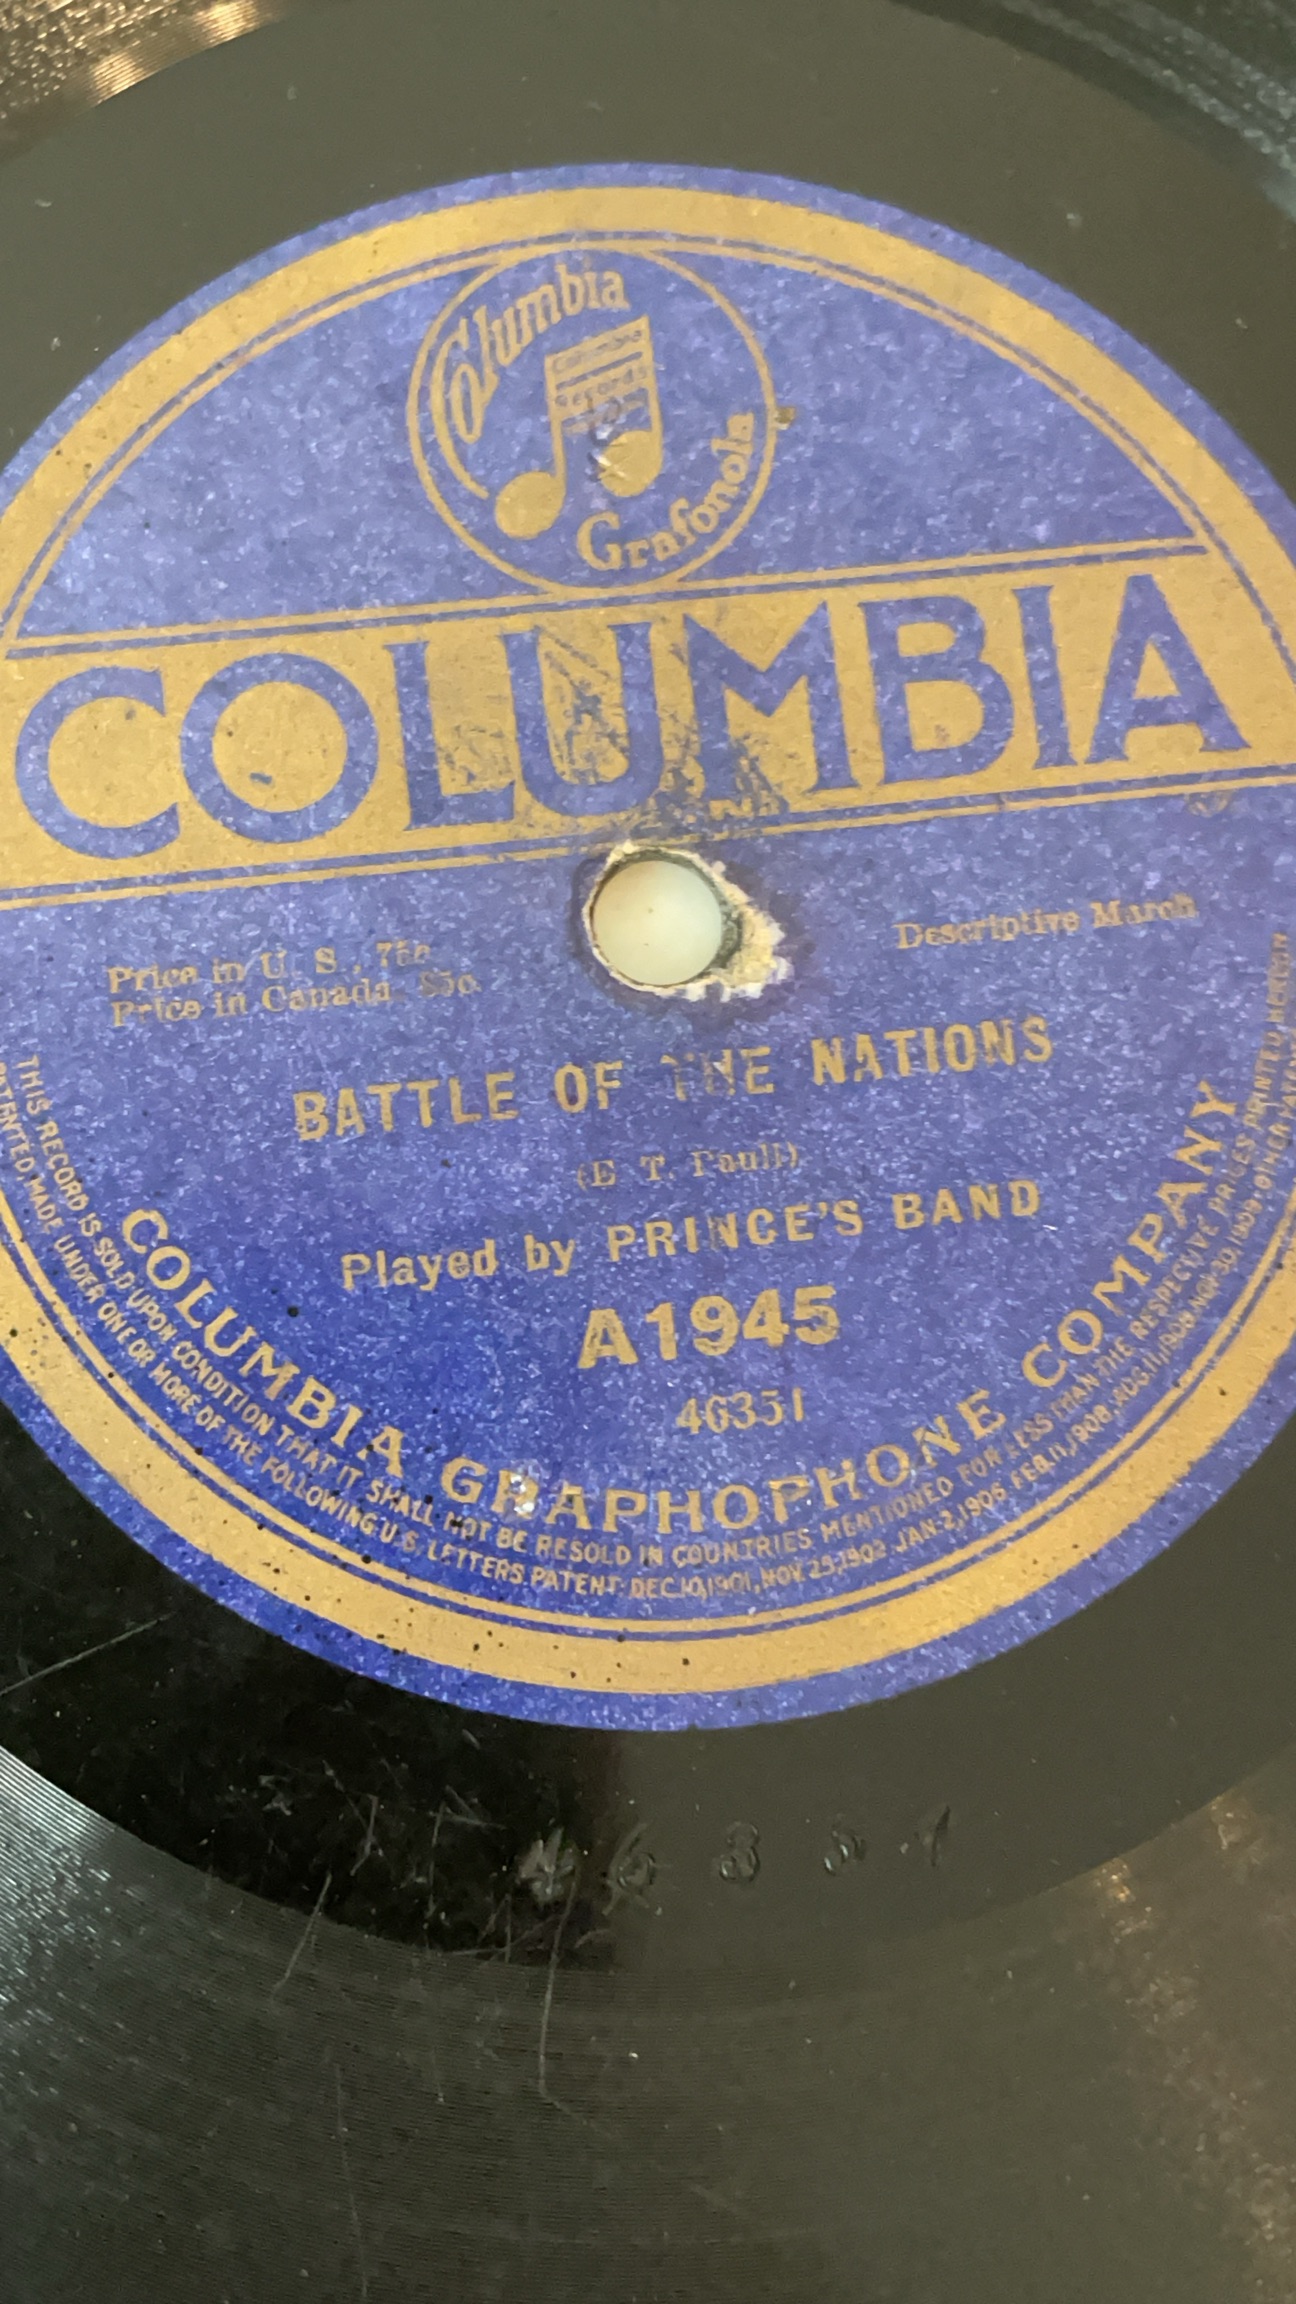 Columbia
Columbia
Records
Grafonola
COLUMBIA
Price in U. S., 75c.
Price in Canada, 85c.
Descriptive March
BATTLE OF THE NATIONS
(E. T. Paull)
Played by PRINCE'S BAND
A1945
46351
COLUMBIA GRAPHOPHONE COMPANY
THIS RECORD IS SOLD UPON CONDITION THAT IT SHALL NOT BE RESOLD IN COUNTRIES MENTIONED FOR LESS THAN THE RESPECTIVE PRICES PRINTED HEREON
PATENTED, MADE UNDER ONE OR MORE OF THE FOLLOWING U.S. LETTERS PATENT: DEC.10,1901, NOV.25,1902, JAN.2,1906, FEB.11,1908, AUG.11,1908, NOV.30,1909. OTHER
46351